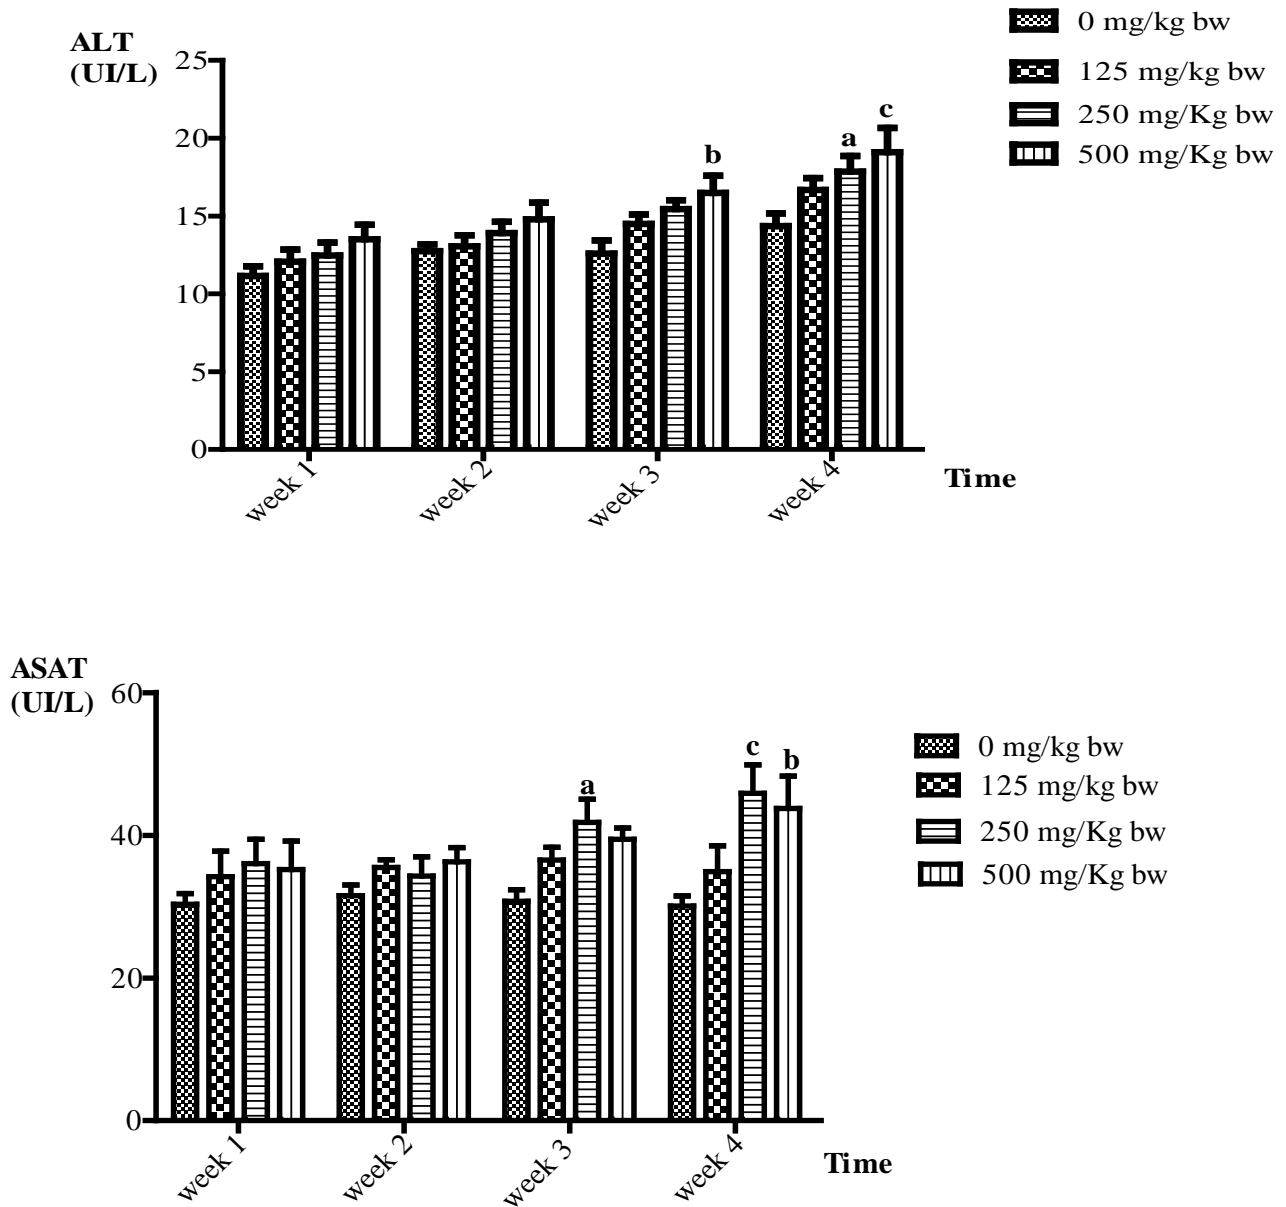 ALT
(UI/L)
25
20
15
10
5
0
b
a
c
week 1
week 2
week 3
week 4
Time
0 mg/kg bw
125 mg/kg bw
250 mg/Kg bw
500 mg/Kg bw
ASAT
(UI/L)
60
40
20
0
a
c
b
week 1
week 2
week 3
week 4
Time
0 mg/kg bw
125 mg/kg bw
250 mg/Kg bw
500 mg/Kg bw